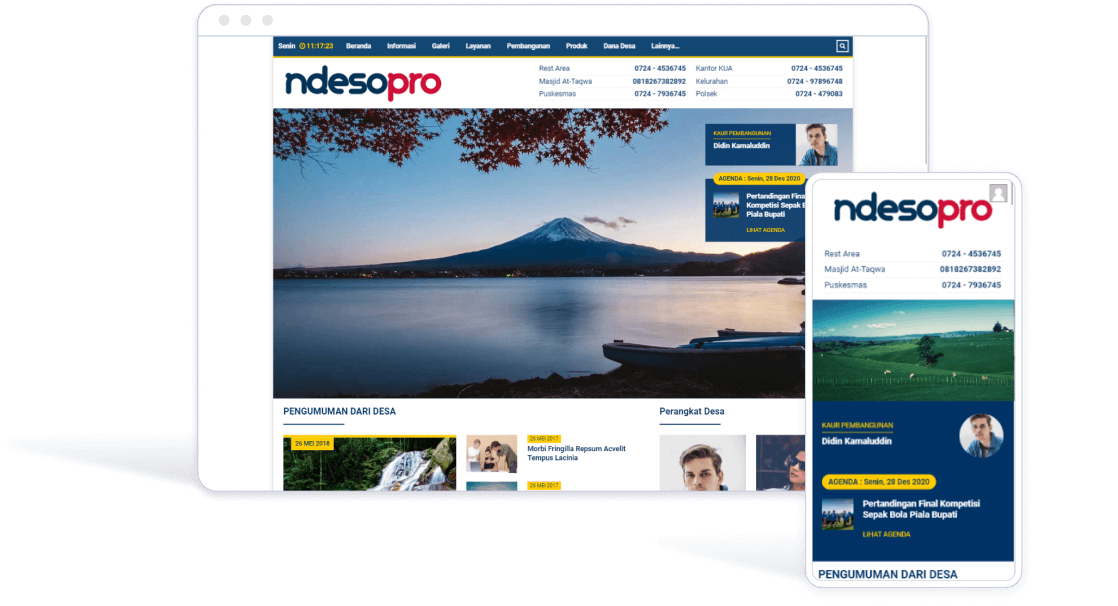 Senin 11:17:23 Beranda Informasi Galeri Layanan Pembangunan Produk Dana Desa Lainnya...
ndesopro
Rest Area 0724 - 4536745 Kantor KUA 0724 - 4536745
Masjid At-Taqwa 0818267382892 Kelurahan 0724 - 97896748
Puskesmas 0724 - 7936745 Polsek 0724 - 479083
KAUR PEMBANGUNAN
Didin Kamaluddin
AGENDA : Senin, 28 Des 2020
Pertandingan Fina
Kompetisi Sepak B
Piala Bupati
LIHAT AGENDA
PENGUMUMAN DARI DESA
26 MEI 2018
26 MEI 2017
Morbi Fringilla Repsum Acvelit
Tempus Lacinia
26 MEI 2017
Perangkat Desa
ndesopro
Rest Area 0724 - 4536745
Masjid At-Taqwa 0818267382892
Puskesmas 0724 - 7936745
KAUR PEMBANGUNAN
Didin Kamaluddin
AGENDA : Senin, 28 Des 2020
Pertandingan Final Kompetisi
Sepak Bola Piala Bupati
LIHAT AGENDA
PENGUMUMAN DARI DESA